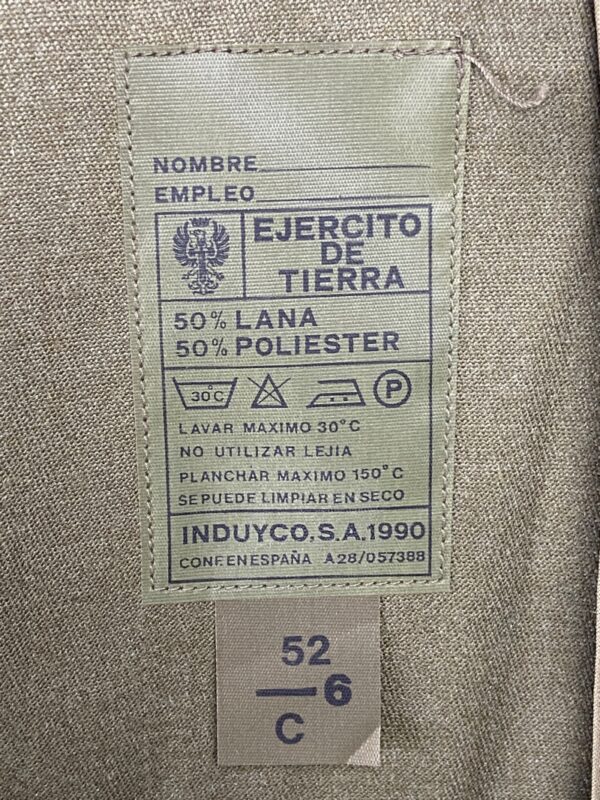 NOMBRE
EMPLEO
EJERCITO
DE
TIERRA
50% LANA
50% POLIESTER
30°C P
LAVAR MAXIMO 30°C
NO UTILIZAR LEJIA
PLANCHAR MAXIMO 150°C
SE PUEDE LIMPIAR EN SECO
INDUYCO, S.A. 1990
CONF. EN ESPAÑA A28/057388
52
6
C